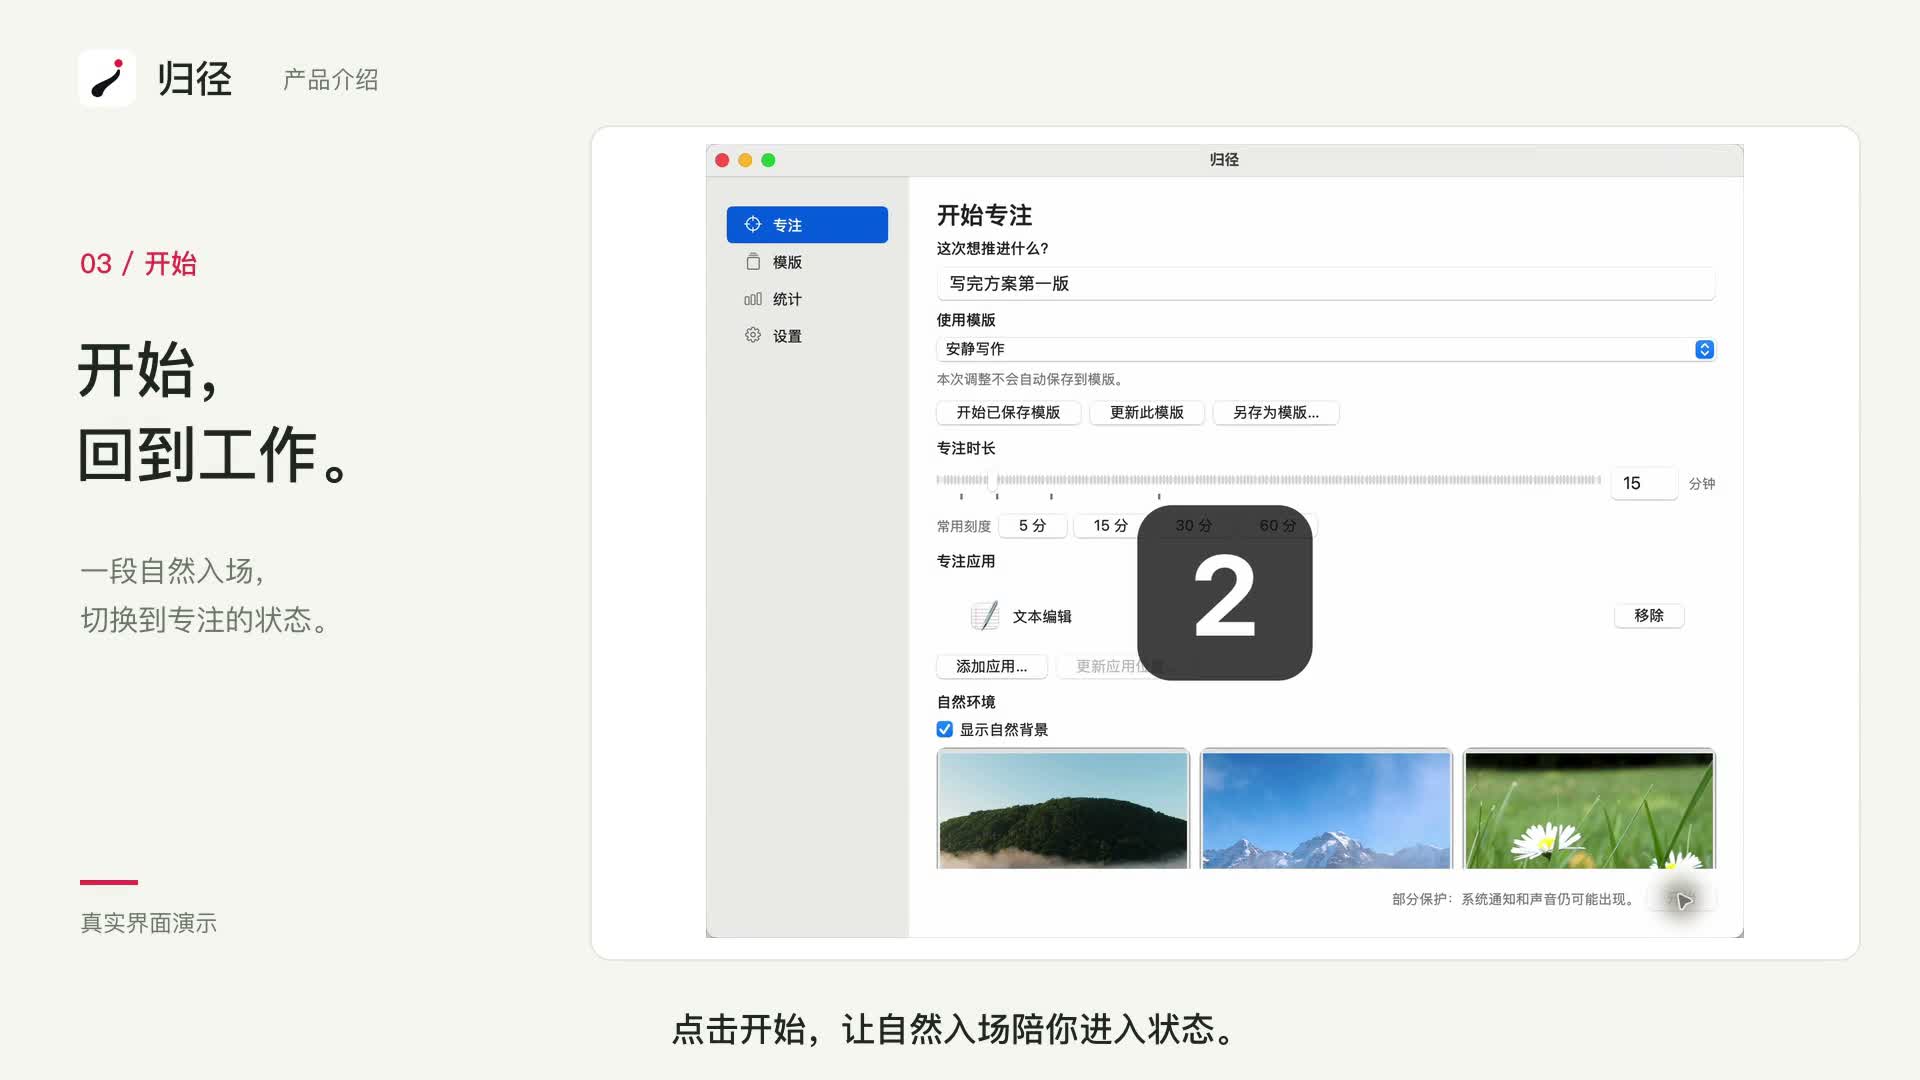 归径
产品介绍
03 / 开始
开始，
回到工作。
一段自然入场，
切换到专注的状态。
真实界面演示
归径
专注
模版
统计
设置
开始专注
这次想推进什么？
写完方案第一版
使用模版
安静写作
本次调整不会自动保存到模版。
开始已保存模版 更新此模版 另存为模版...
专注时长
15 分钟
常用刻度 5 分 15 分 30 分 60 分
专注应用
2
文本编辑 移除
添加应用... 更新应用位
自然环境
显示自然背景
部分保护：系统通知和声音仍可能出现。
点击开始，让自然入场陪你进入状态。